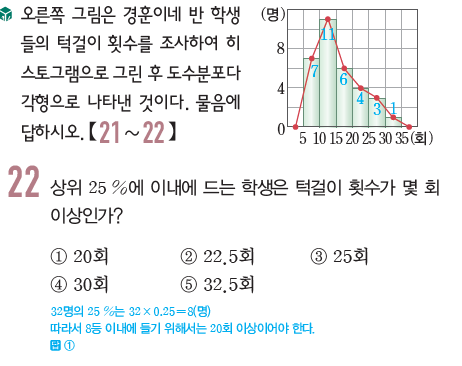 오른쪽 그림은 경훈이네 반 학생
들의 턱걸이 횟수를 조사하여 히
스토그램으로 그린 후 도수분포다
각형으로 나타낸 것이다. 물음에
답하시오.【21~22】
(명)
8
4
0
7
11
6
4
3
1
5 10 15 20 25 30 35(회)
22 상위 25 %에 이내에 드는 학생은 턱걸이 횟수가 몇 회
이상인가?
① 20회 ② 22.5회 ③ 25회
④ 30회 ⑤ 32.5회
32명의 25 %는 32×0.25=8(명)
따라서 8등 이내에 들기 위해서는 20회 이상이어야 한다.
답 ①